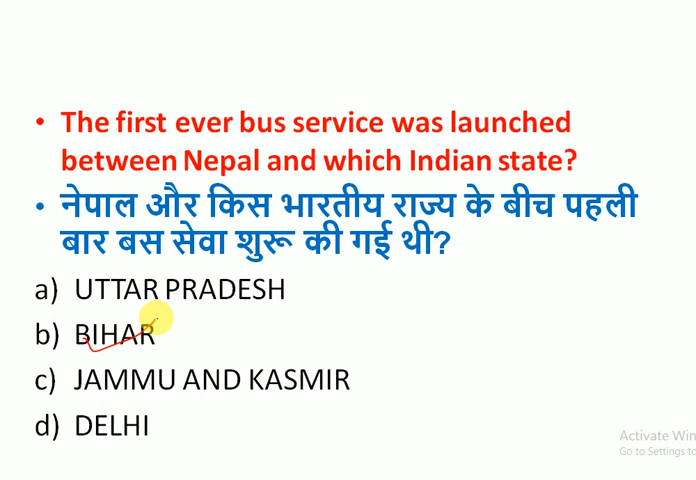 • The first ever bus service was launched
between Nepal and which Indian state?
• नेपाल और किस भारतीय राज्य के बीच पहली
बार बस सेवा शुरू की गई थी?
a) UTTAR PRADESH
b) BIHAR
c) JAMMU AND KASMIR
d) DELHI
Activate Win
Go to Settings to